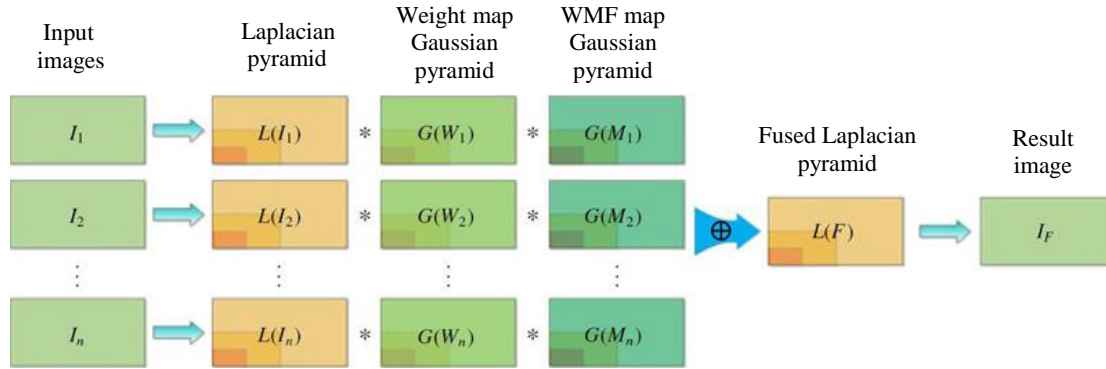 Input
images
Laplacian
pyramid
Weight map
Gaussian
pyramid
WMF map
Gaussian
pyramid
Fused Laplacian
pyramid
Result
image
I₁ L(I₁) * G(W₁) * G(M₁)
I₂ L(I₂) * G(W₂) * G(M₂) ⊕ L(F) I_F
⋮ ⋮ ⋮ ⋮
Iₙ L(Iₙ) * G(Wₙ) * G(Mₙ)